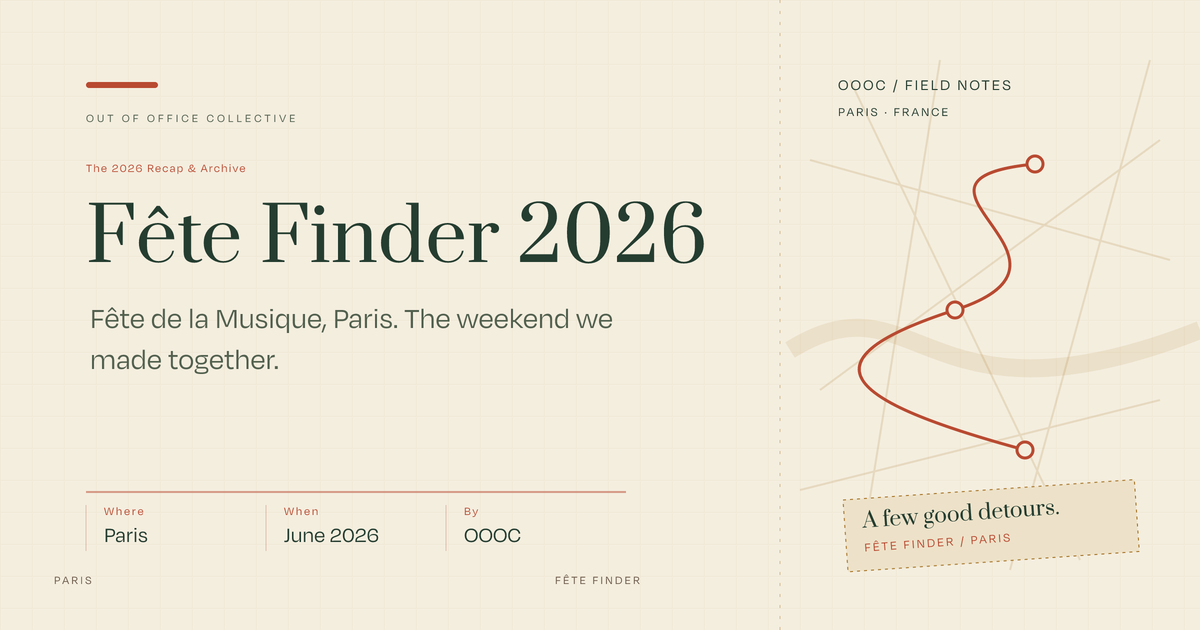 OUT OF OFFICE COLLECTIVE
The 2026 Recap & Archive
Fête Finder 2026
Fête de la Musique, Paris. The weekend we
made together.
Where
Paris
When
June 2026
By
OOOC
PARIS
FÊTE FINDER
OOOC / FIELD NOTES
PARIS · FRANCE
A few good detours.
FÊTE FINDER / PARIS